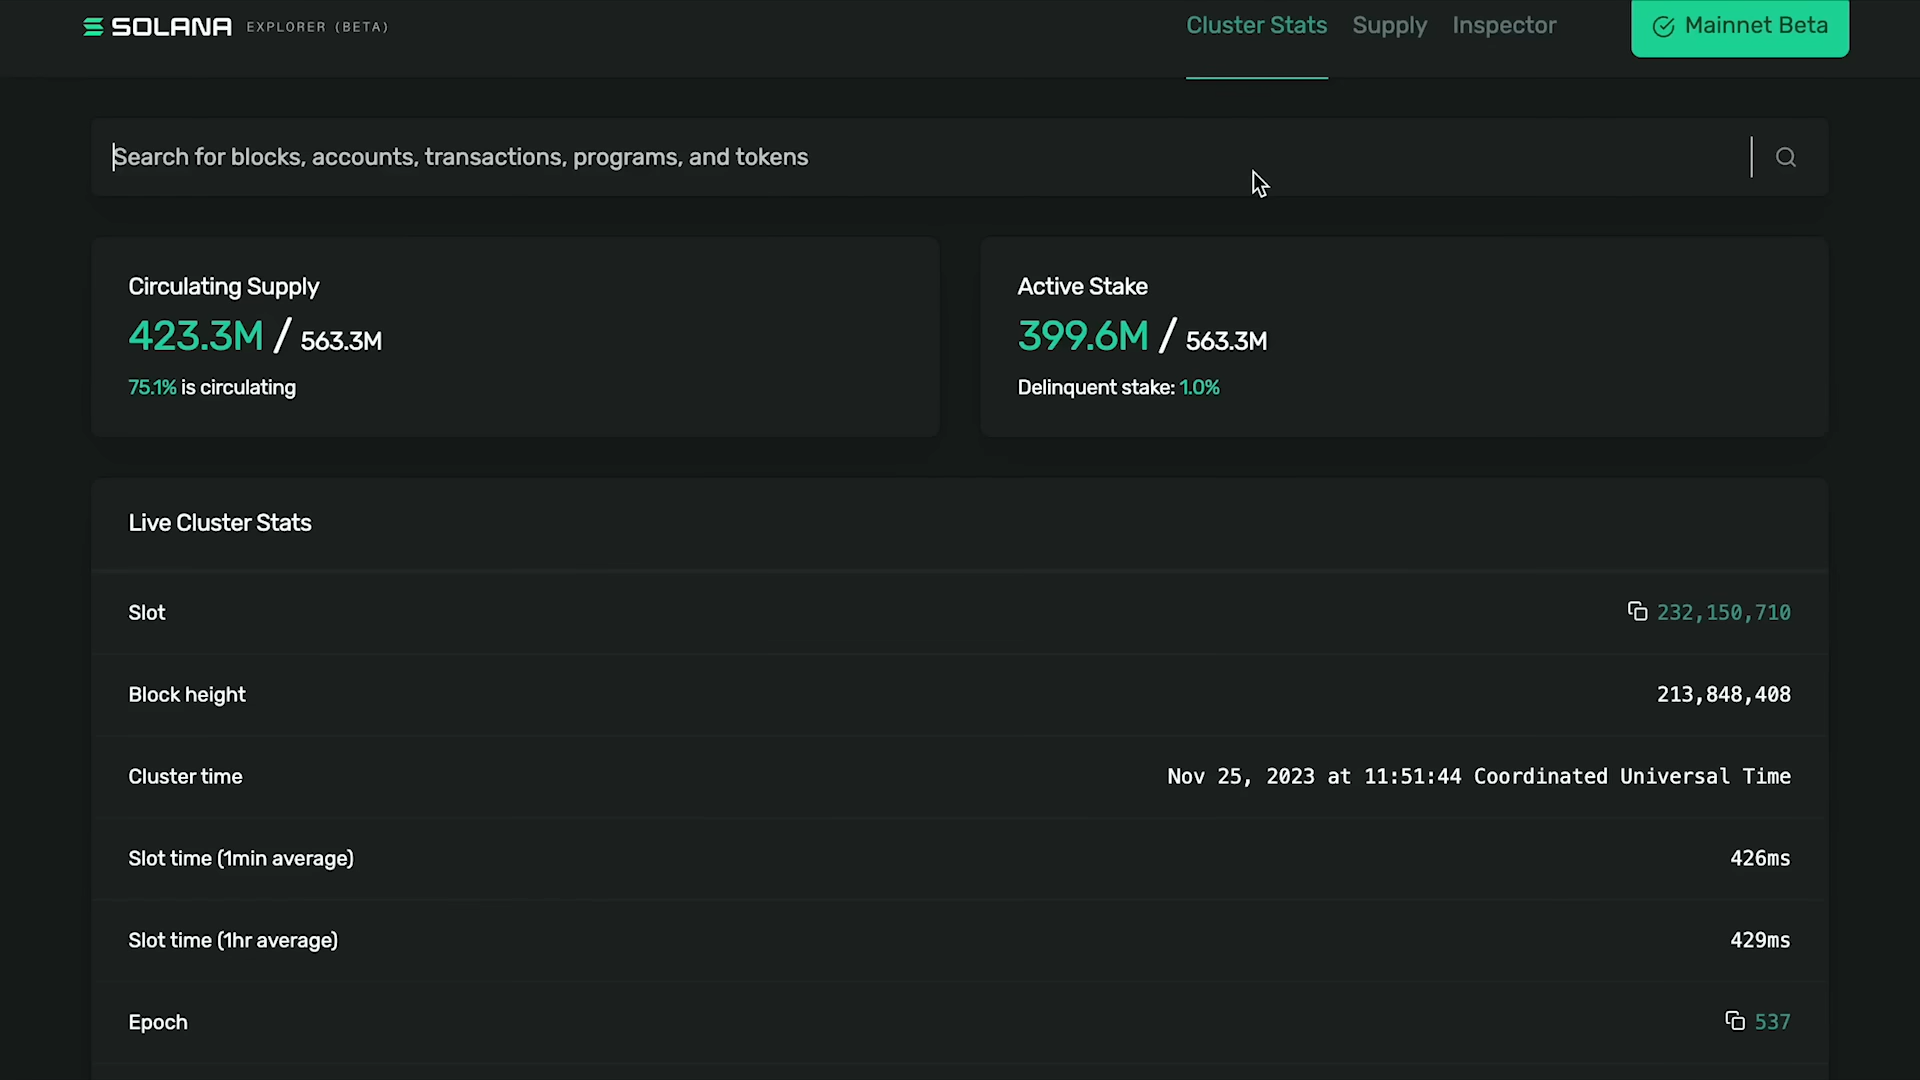 SOLANA EXPLORER (BETA)
Cluster Stats Supply Inspector Mainnet Beta
Search for blocks, accounts, transactions, programs, and tokens
Circulating Supply
423.3M / 563.3M
75.1% is circulating
Active Stake
399.6M / 563.3M
Delinquent stake: 1.0%
Live Cluster Stats
Slot 232,150,710
Block height 213,848,408
Cluster time Nov 25, 2023 at 11:51:44 Coordinated Universal Time
Slot time (1min average) 426ms
Slot time (1hr average) 429ms
Epoch 537